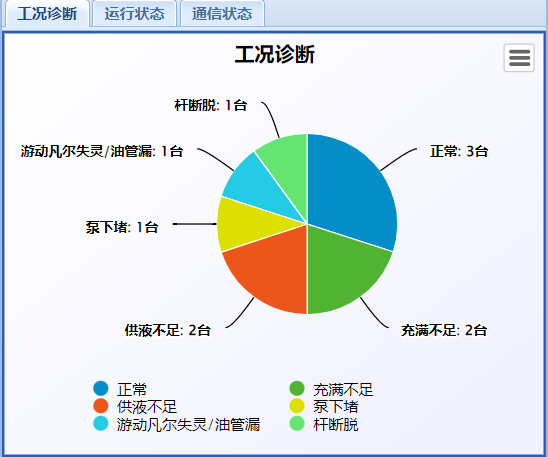 工况诊断 运行状态 通信状态
工况诊断
杆断脱: 1台
游动凡尔失灵/油管漏: 1台
正常: 3台
泵下堵: 1台
供液不足: 2台
充满不足: 2台
正常 充满不足
供液不足 泵下堵
游动凡尔失灵/油管漏 杆断脱